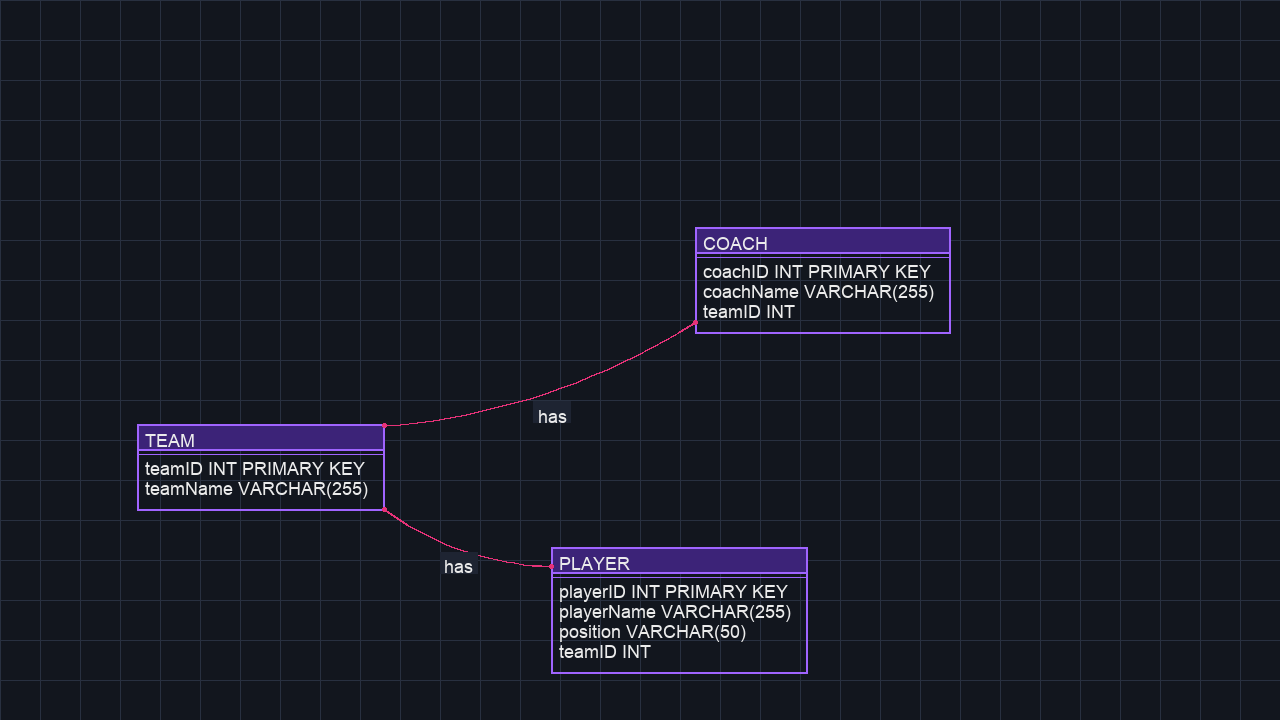 COACH
coachID INT PRIMARY KEY
coachName VARCHAR(255)
teamID INT
has
TEAM
teamID INT PRIMARY KEY
teamName VARCHAR(255)
has
PLAYER
playerID INT PRIMARY KEY
playerName VARCHAR(255)
position VARCHAR(50)
teamID INT